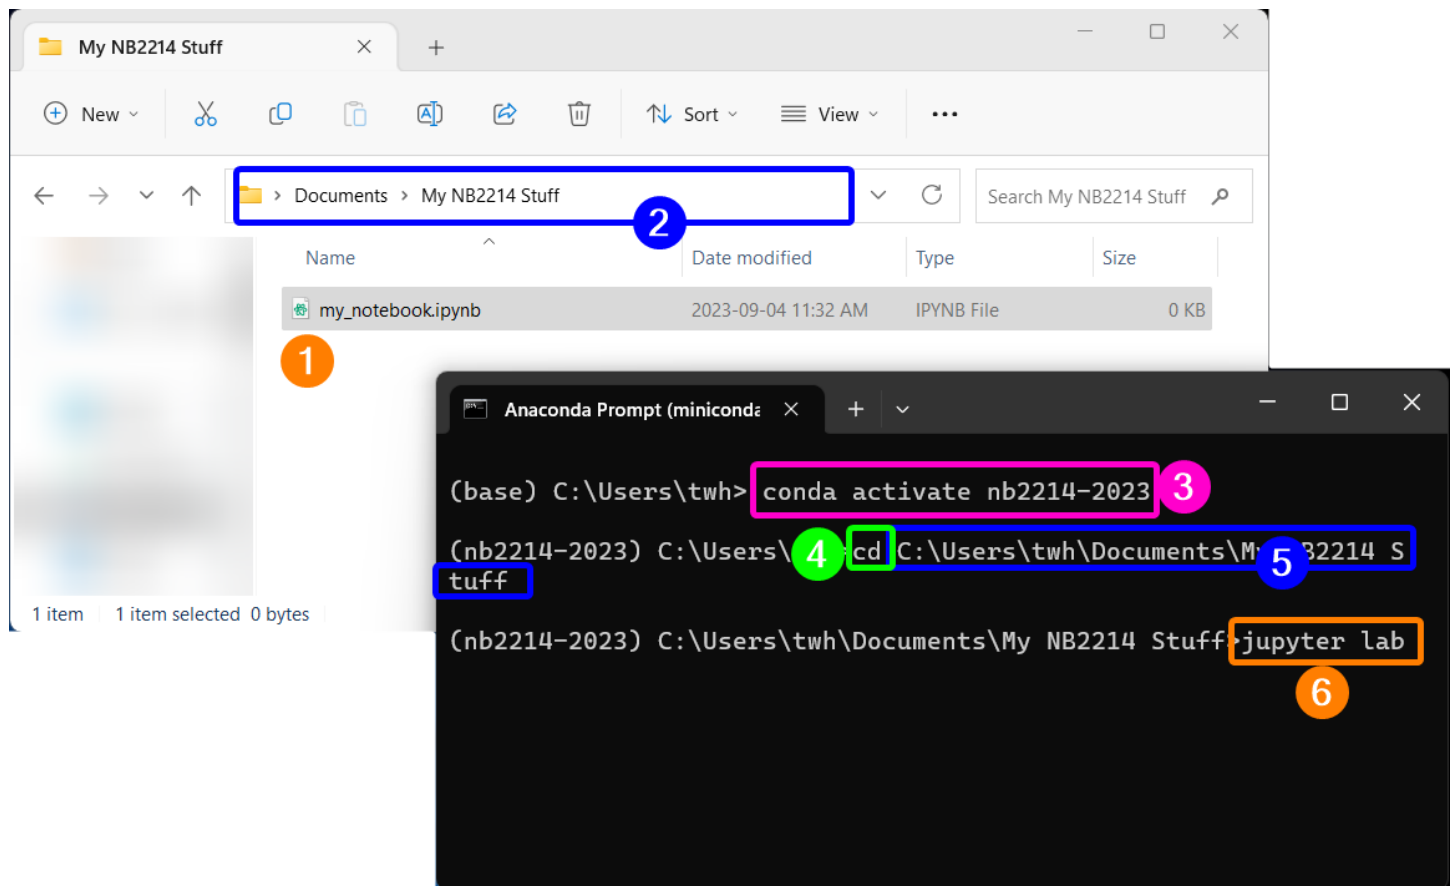 My NB2214 Stuff
New
Sort
View
Documents > My NB2214 Stuff
Search My NB2214 Stuff
2
Name
Date modified
Type
Size
my_notebook.ipynb
2023-09-04 11:32 AM
IPYNB File
0 KB
1
1 item
1 item selected 0 bytes
Anaconda Prompt (miniconda
(base) C:\Users\twh> conda activate nb2214-2023
3
(nb2214-2023) C:\Users\
4
cd C:\Users\twh\Documents\My NB2214 S
5
tuff
(nb2214-2023) C:\Users\twh\Documents\My NB2214 Stuff>jupyter lab
6